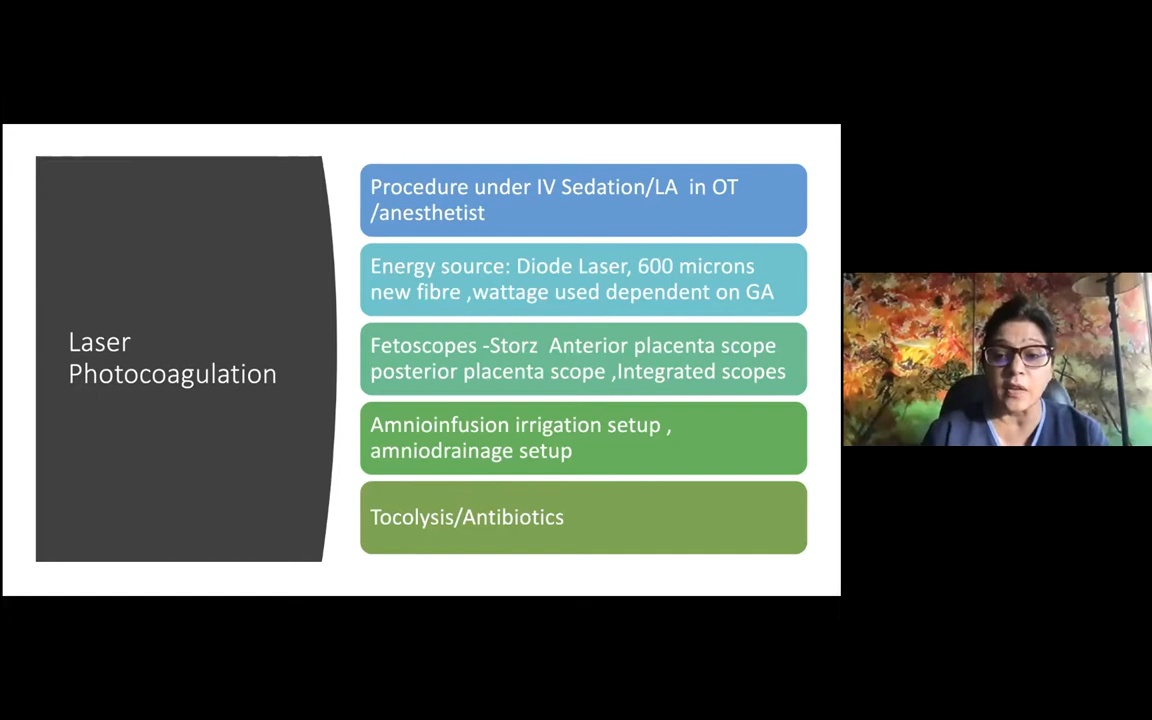 Laser
Photocoagulation
Procedure under IV Sedation/LA in OT
/anesthetist
Energy source: Diode Laser, 600 microns
new fibre ,wattage used dependent on GA
Fetoscopes -Storz Anterior placenta scope
posterior placenta scope ,Integrated scopes
Amnioinfusion irrigation setup ,
amniodrainage setup
Tocolysis/Antibiotics